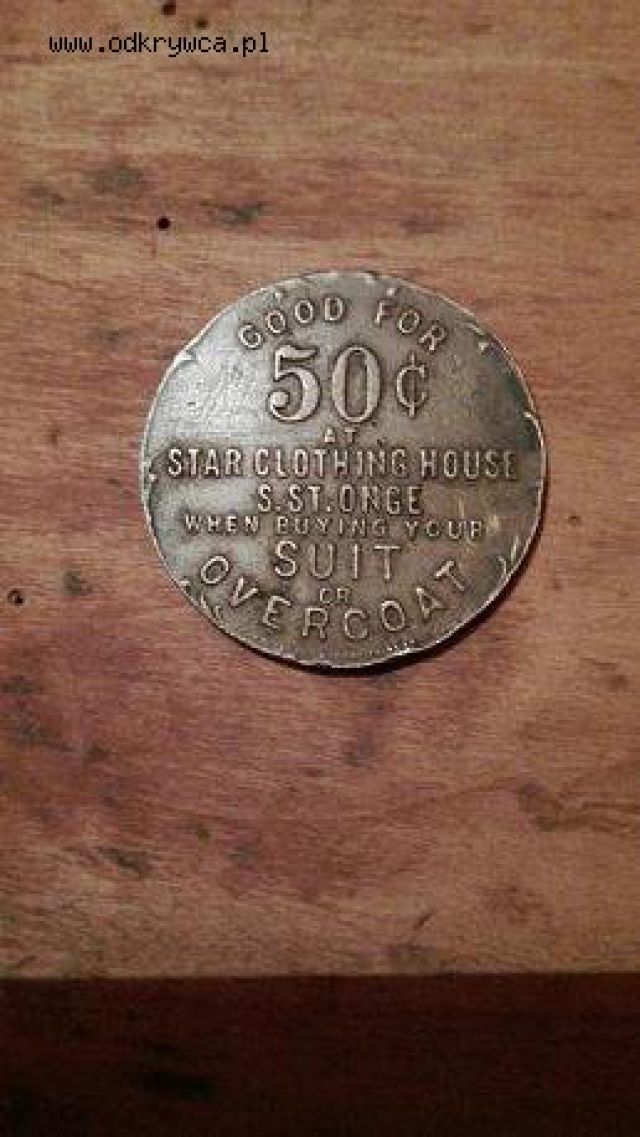 www.odkrywca.pl
GOOD FOR
50¢
AT
STAR CLOTHING HOUSE
S.ST.ONGE
WHEN BUYING YOUR
SUIT
OR
OVERCOAT